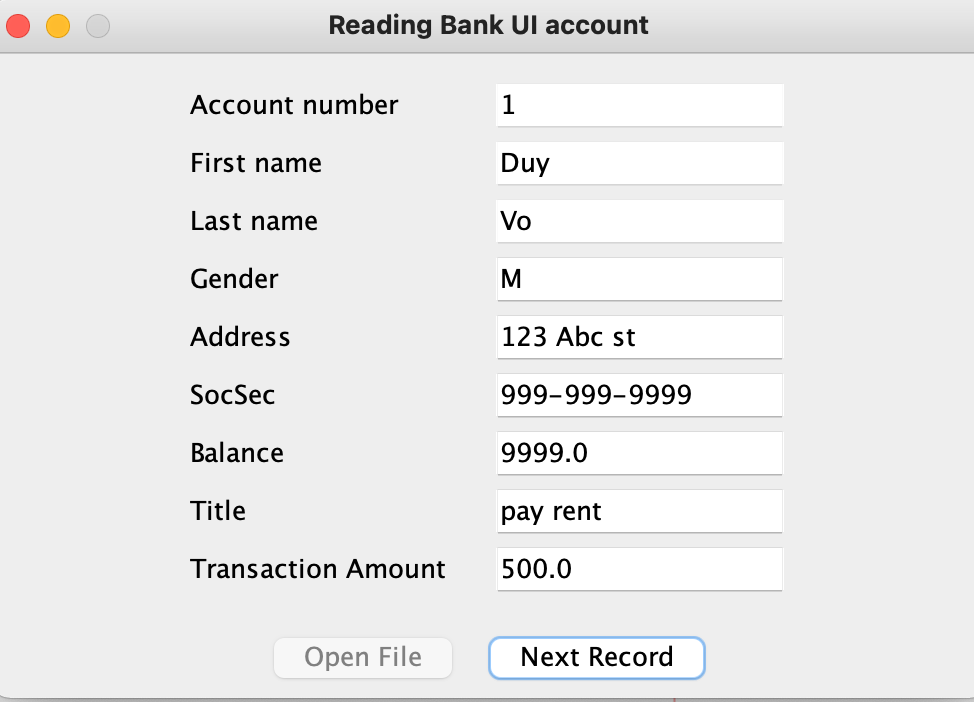 Reading Bank UI account
Account number 1
First name Duy
Last name Vo
Gender M
Address 123 Abc st
SocSec 999-999-9999
Balance 9999.0
Title pay rent
Transaction Amount 500.0
Open File Next Record